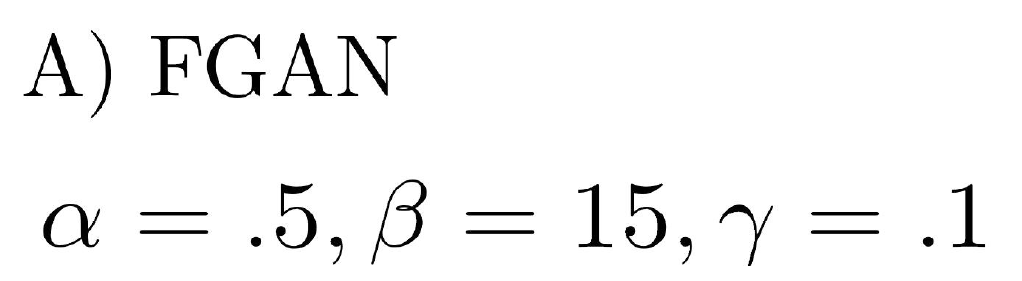 A) FGAN
α = .5, β = 15, γ = .1